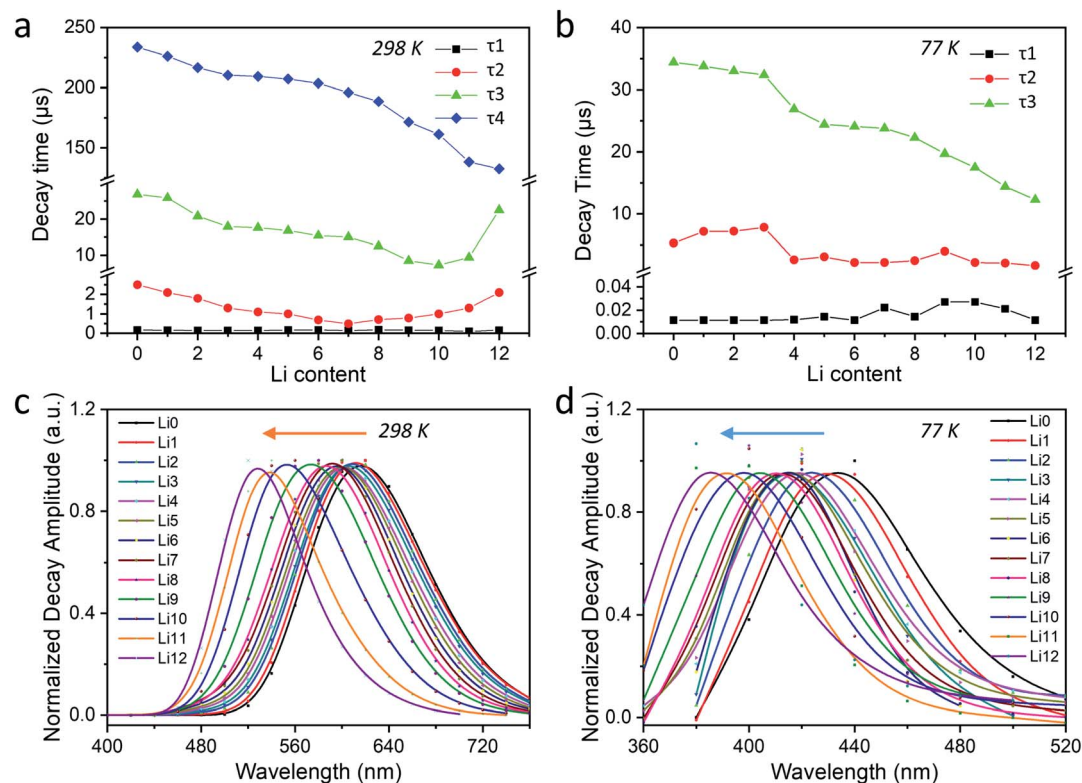 a
298 K
τ1
τ2
τ3
τ4
Decay time (μs)
250
200
150
20
10
2
1
0
0 2 4 6 8 10 12
Li content
b
77 K
τ1
τ2
τ3
Decay Time (μs)
40
30
20
10
0.04
0.02
0.00
0 2 4 6 8 10 12
Li content
c
298 K
Li0
Li1
Li2
Li3
Li4
Li5
Li6
Li7
Li8
Li9
Li10
Li11
Li12
Normalized Decay Amplitude (a.u.)
1.2
0.8
0.4
0.0
400 480 560 640 720
Wavelength (nm)
d
77 K
Li0
Li1
Li2
Li3
Li4
Li5
Li6
Li7
Li8
Li9
Li10
Li11
Li12
Normalized Decay Amplitude (a.u.)
1.2
0.8
0.4
0.0
360 400 440 480 520
Wavelength (nm)